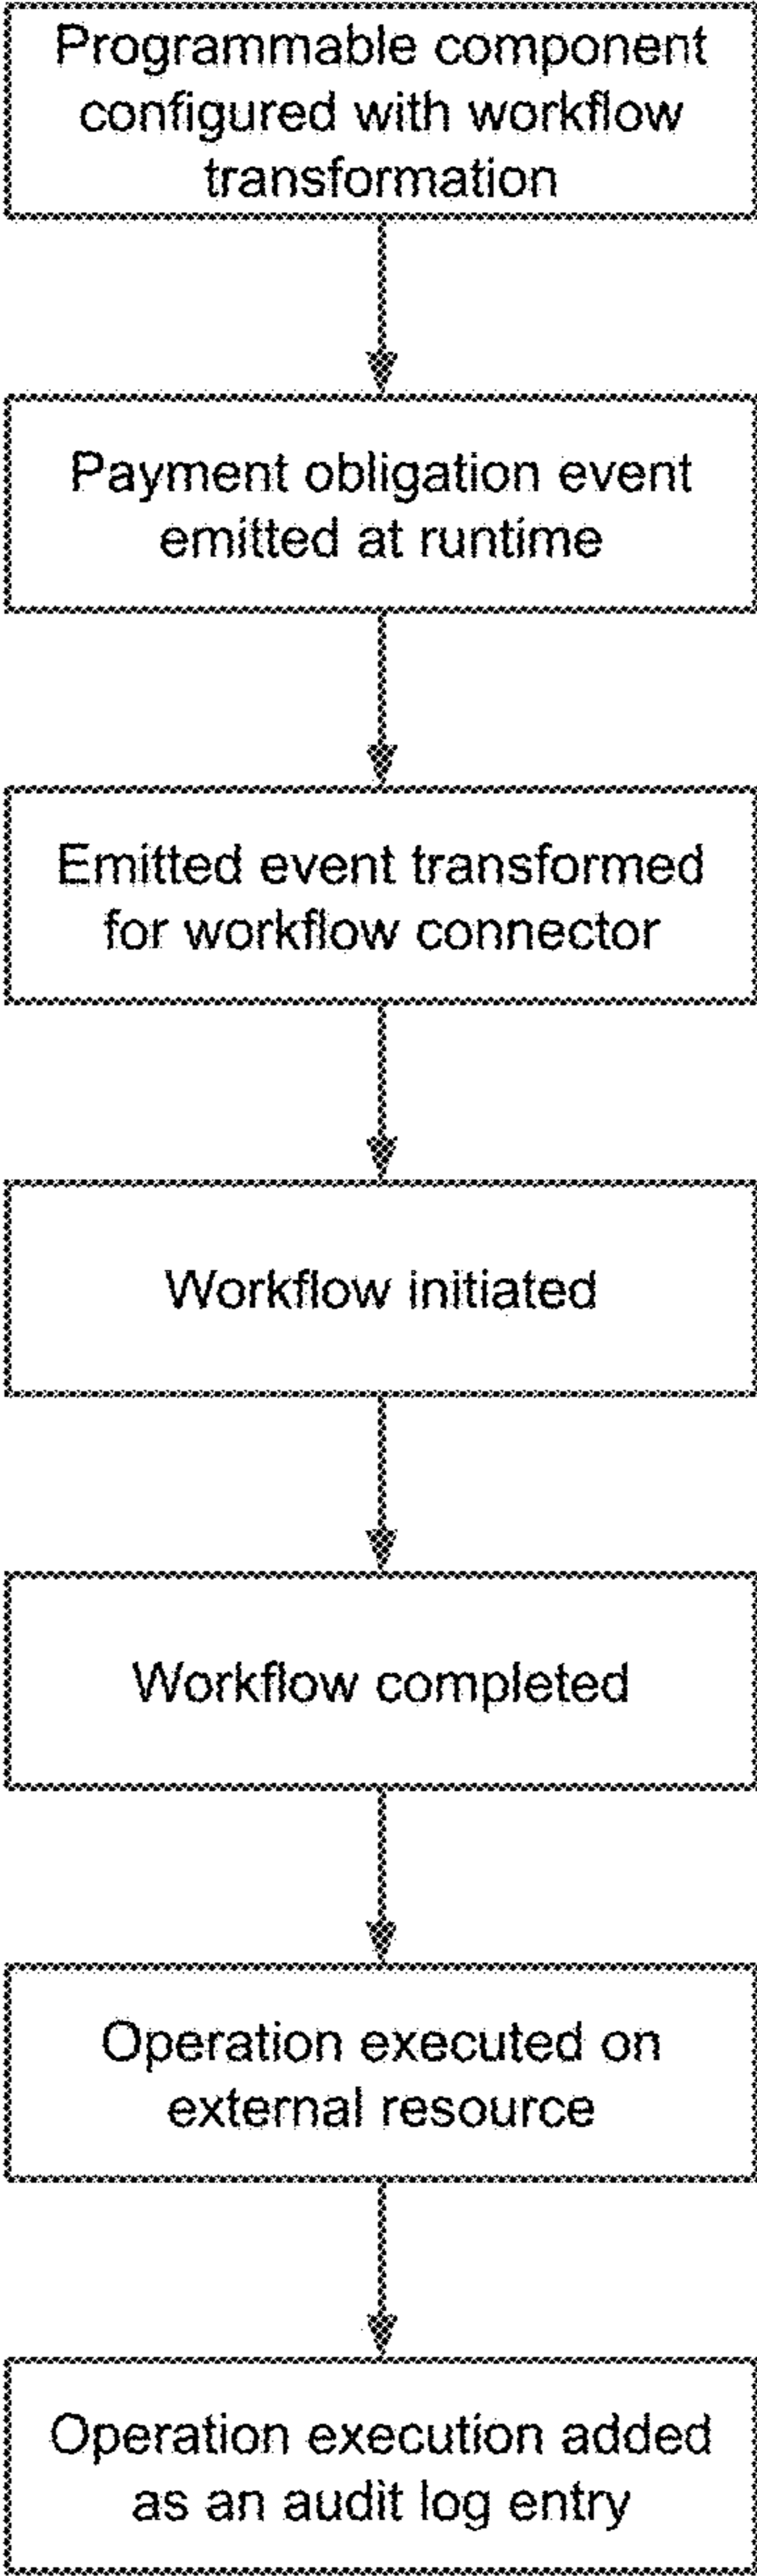 Programmable component
configured with workflow
transformation
Payment obligation event
emitted at runtime
Emitted event transformed
for workflow connector
Workflow initiated
Workflow completed
Operation executed on
external resource
Operation execution added
as an audit log entry